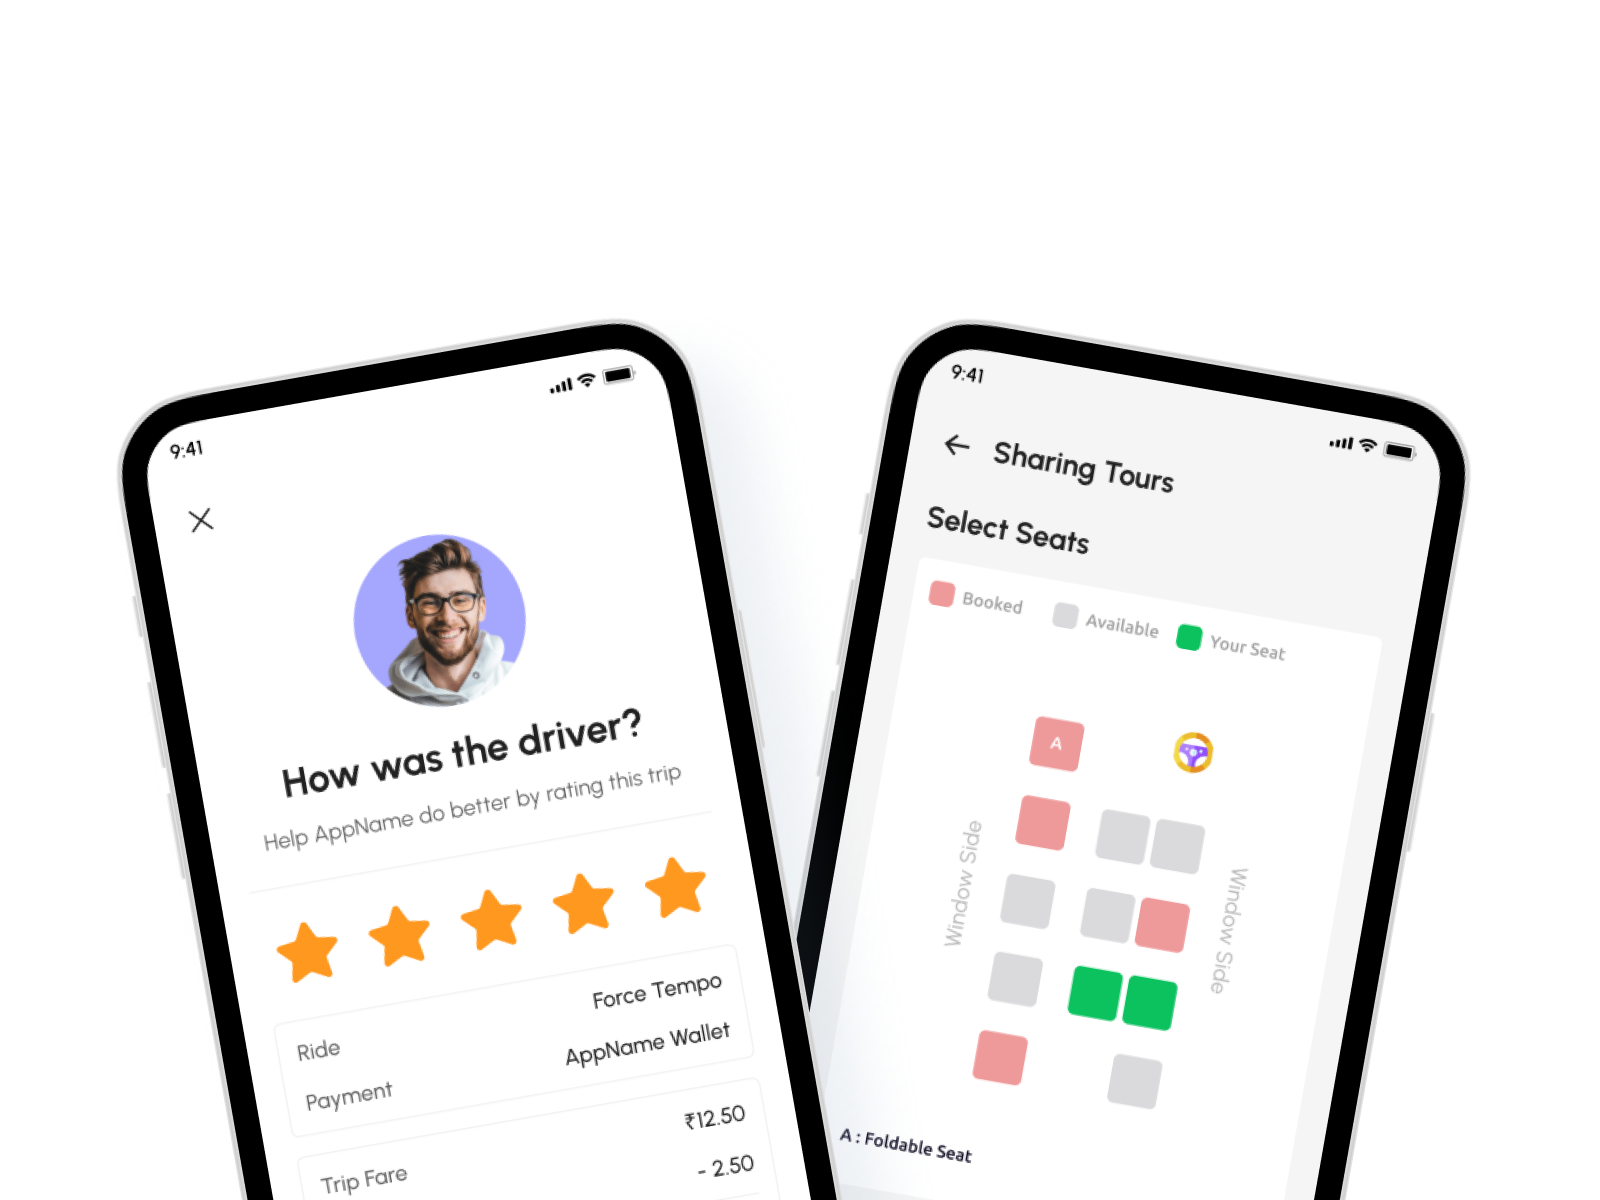 9:41
How was the driver?
Help AppName do better by rating this trip
Ride Force Tempo
Payment AppName Wallet
Trip Fare ₹12.50
- 2.50
9:41
Sharing Tours
Select Seats
Booked Available Your Seat
A
Window Side
Window Side
A : Foldable Seat